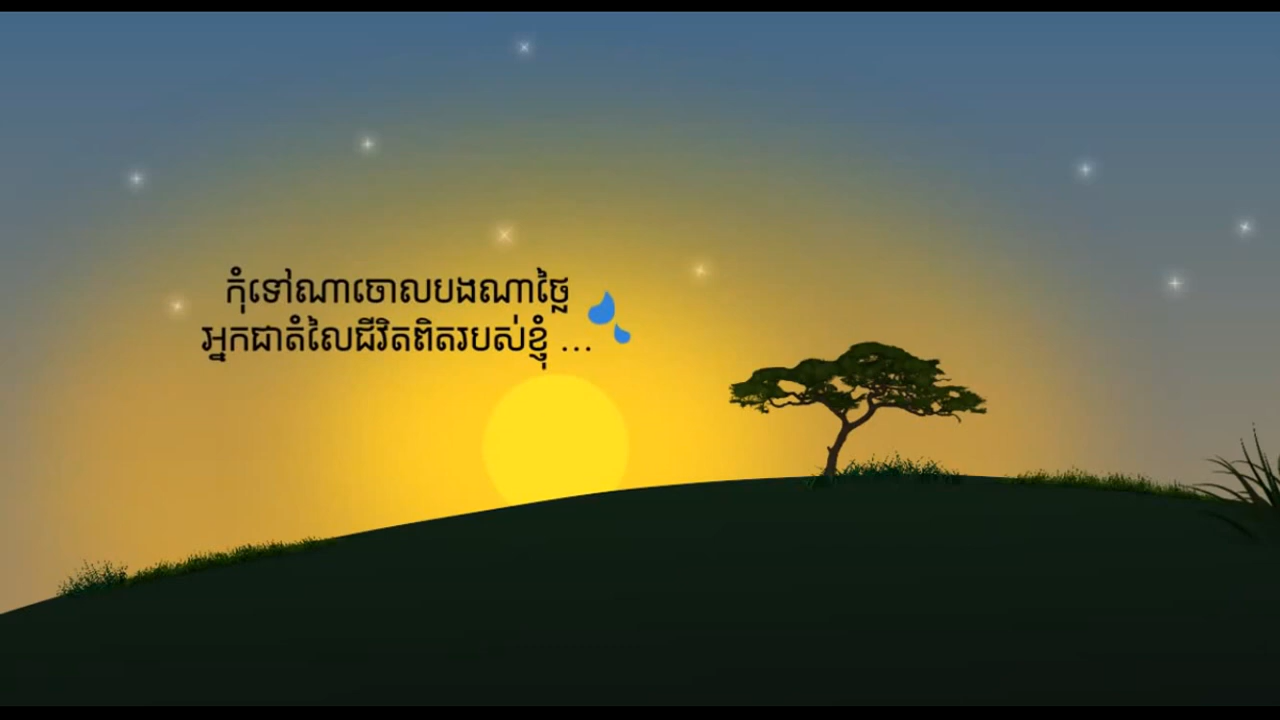 កុំទៅណាចោលបងណាថ្លៃ
អ្នកជាតំលៃជីវិតពិតរបស់ខ្ញុំ ...